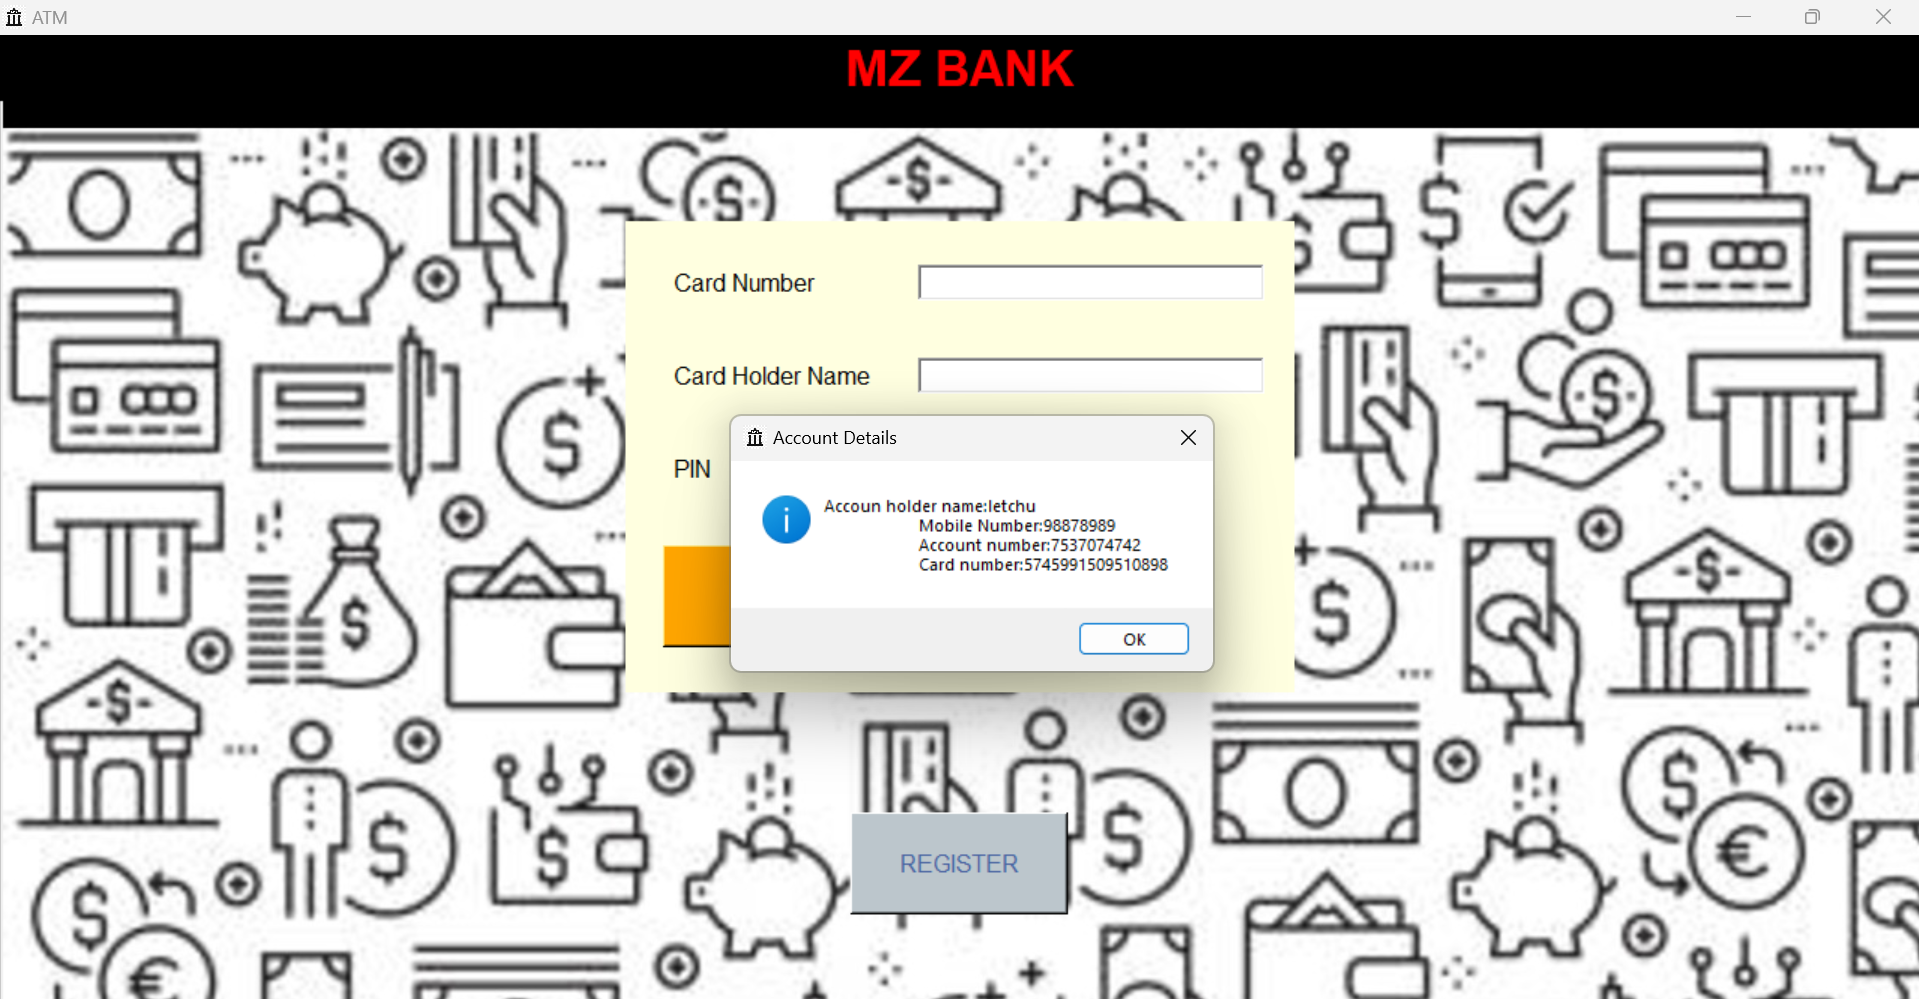 ATM
MZ BANK
Card Number
Card Holder Name
PIN
Account Details
Accoun holder name:letchu
Mobile Number:98878989
Account number:7537074742
Card number:5745991509510898
OK
REGISTER